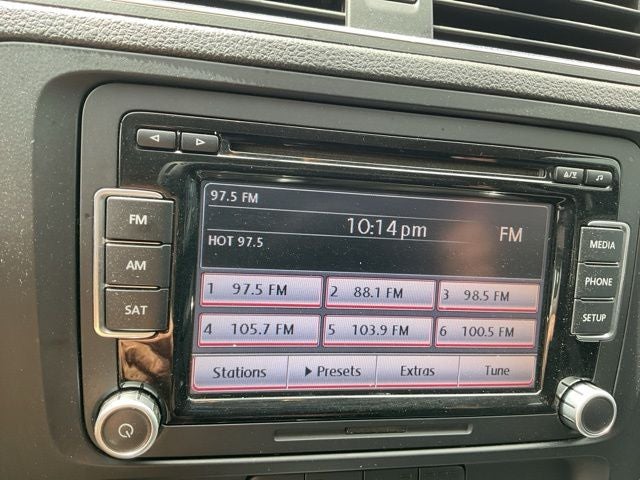 97.5 FM
10:14pm
FM
HOT 97.5
FM
AM
SAT
MEDIA
PHONE
SETUP
1 97.5 FM
2 88.1 FM
3 98.5 FM
4 105.7 FM
5 103.9 FM
6 100.5 FM
Stations
Presets
Extras
Tune